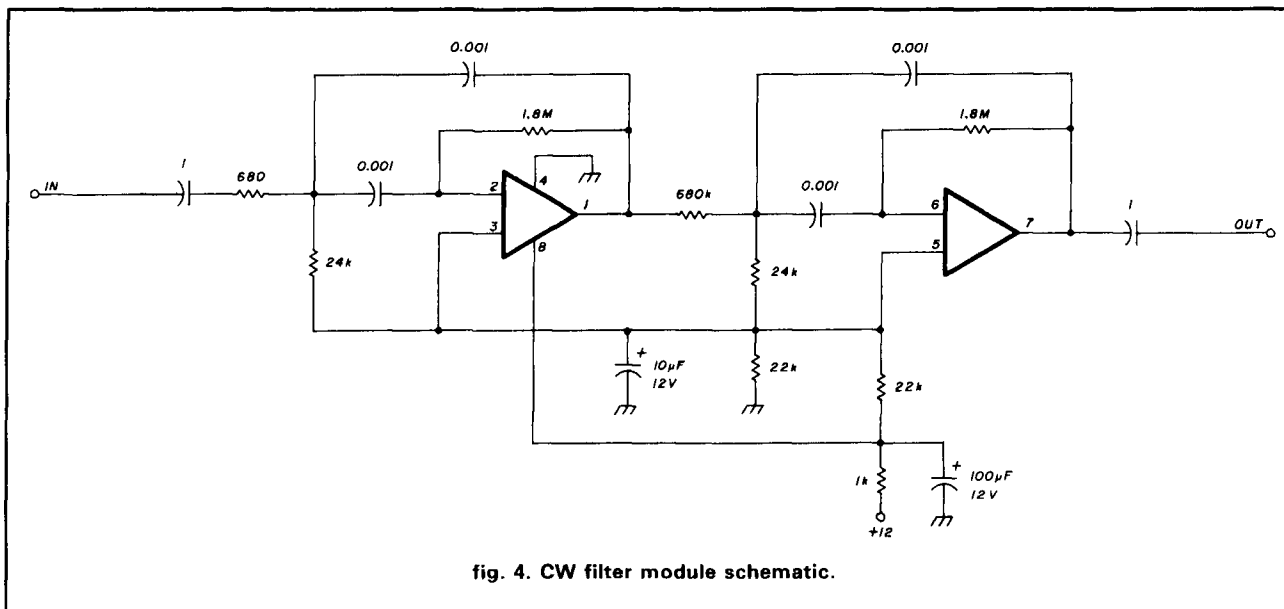 0.001
0.001
1.8M
1.8M
1
680
0.001
IN
2
4
1
3
8
680k
0.001
6
7
5
1
OUT
24k
24k
+
10µF
12V
22k
22k
1k
+
100µF
12V
+12
fig. 4. CW filter module schematic.